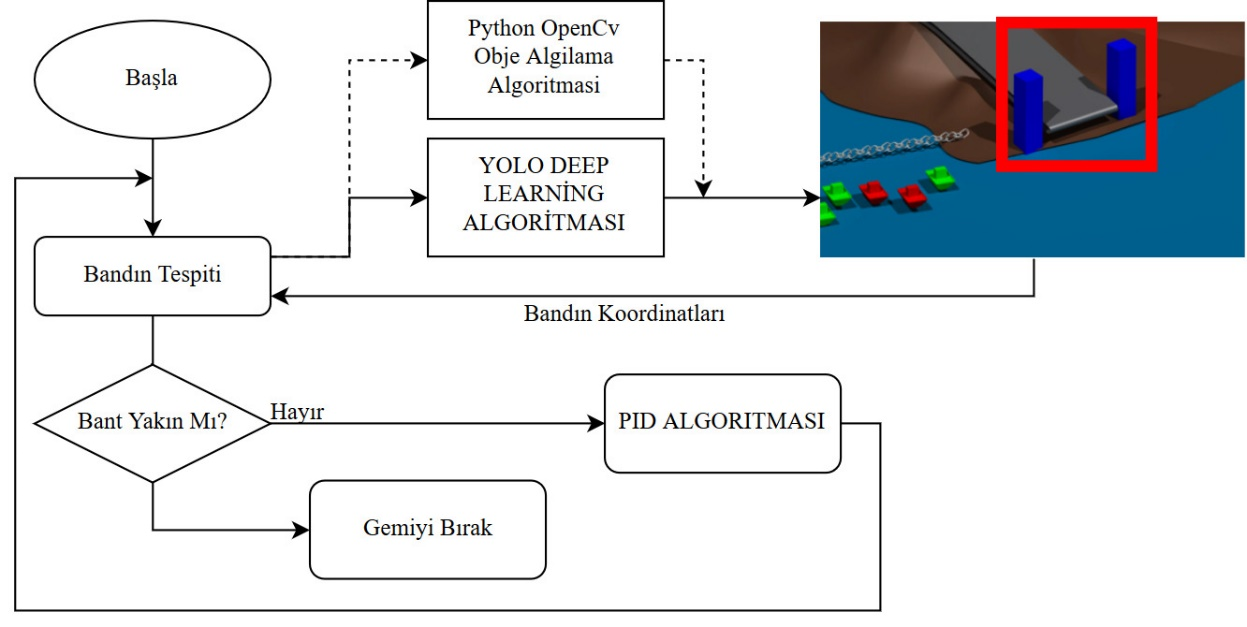 Başla
Python OpenCv
Obje Algilama
Algoritmasi
YOLO DEEP
LEARNİNG
ALGORİTMASI
Bandın Tespiti
Bandın Koordinatları
Bant Yakın Mı?
Hayır
PID ALGORITMASI
Gemiyi Bırak